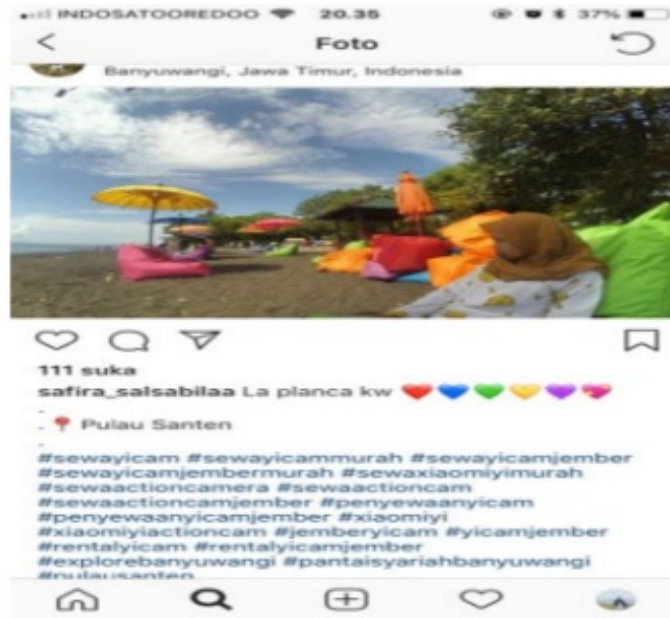 INDOSATOOREDOO 20.35 37%
Foto
Banyuwangi, Jawa Timur, Indonesia
111 suka
safira_salsabilaa La planca kw ❤️💙💚💛💜💖
.
. 📍 Pulau Santen
.
#sewayicam #sewayicammurah #sewayicamjember
#sewayicamjembermurah #sewaxiaomiyimurah
#sewaactioncamera #sewaactioncam
#sewaactioncamjember #penyewaanyicam
#penyewaanyicamjember #xiaomiyi
#xiaomiyiactioncam #jemberyicam #yicamjember
#rentalyicam #rentalyicamjember
#explorebanyuwangi #pantaisyariahbanyuwangi
#pulausanten